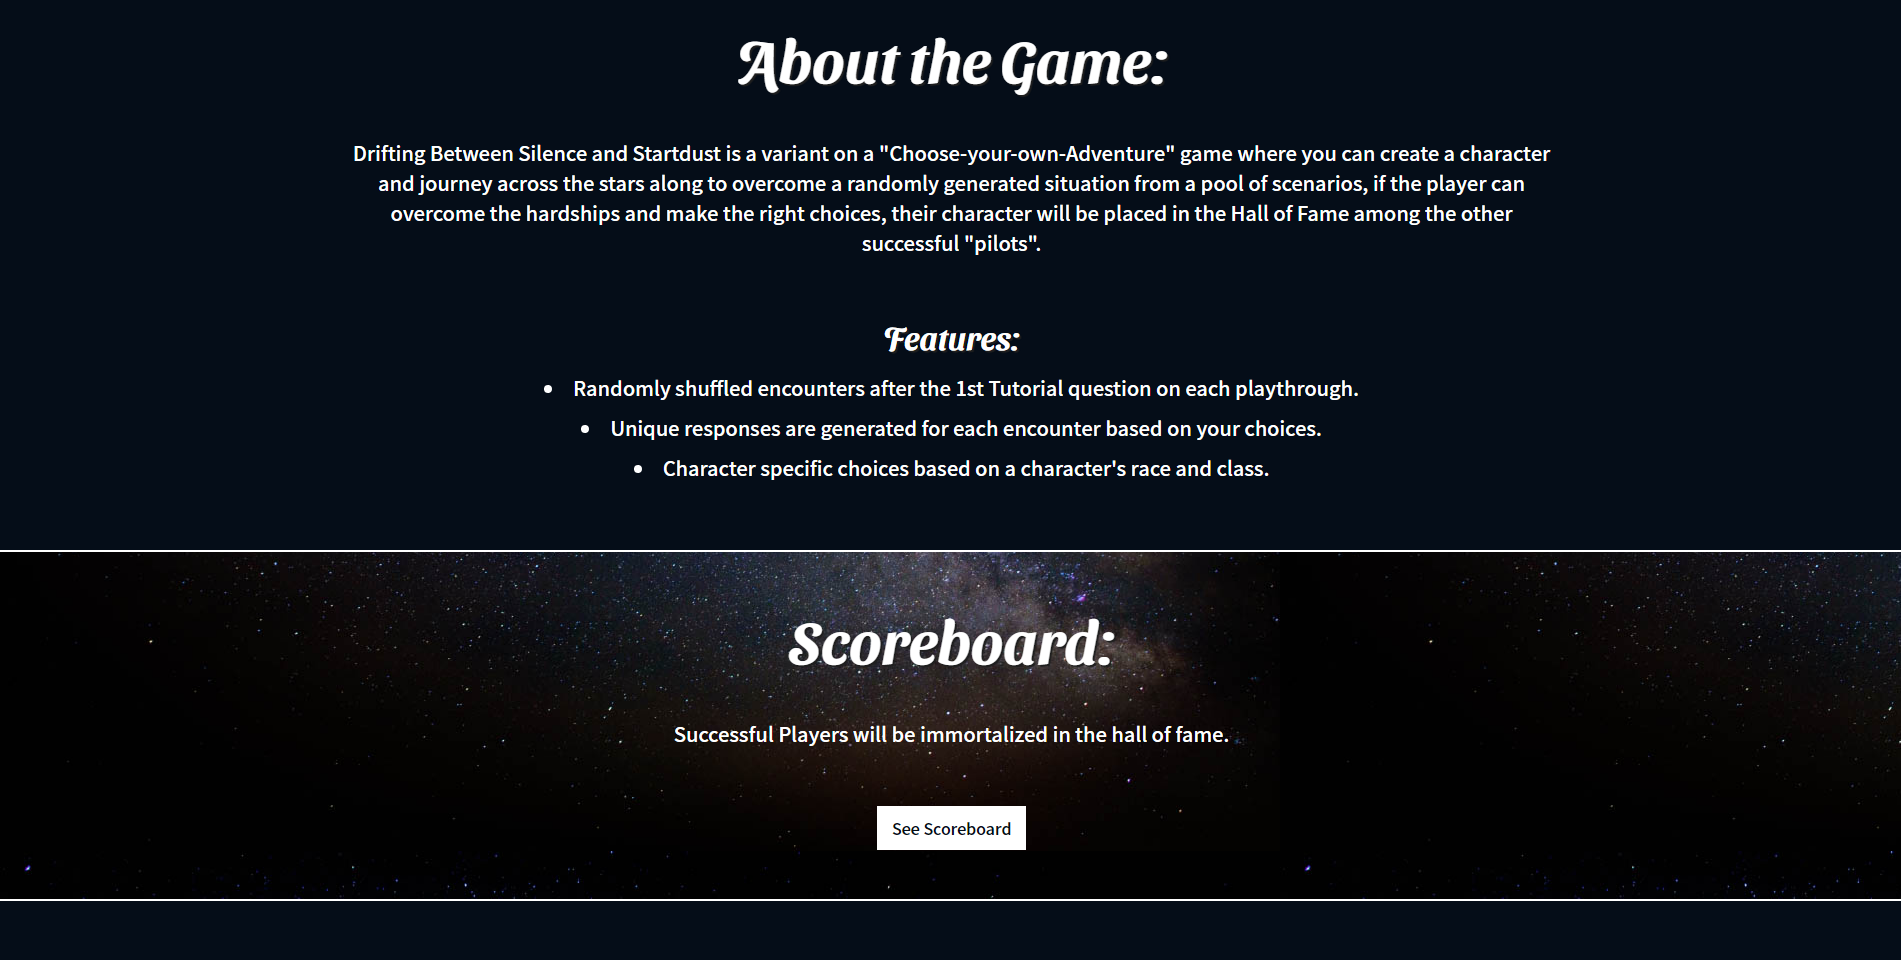 About the Game:
Drifting Between Silence and Startdust is a variant on a "Choose-your-own-Adventure" game where you can create a character
and journey across the stars along to overcome a randomly generated situation from a pool of scenarios, if the player can
overcome the hardships and make the right choices, their character will be placed in the Hall of Fame among the other
successful "pilots".
Features:
• Randomly shuffled encounters after the 1st Tutorial question on each playthrough.
• Unique responses are generated for each encounter based on your choices.
• Character specific choices based on a character's race and class.
Scoreboard:
Successful Players will be immortalized in the hall of fame.
See Scoreboard